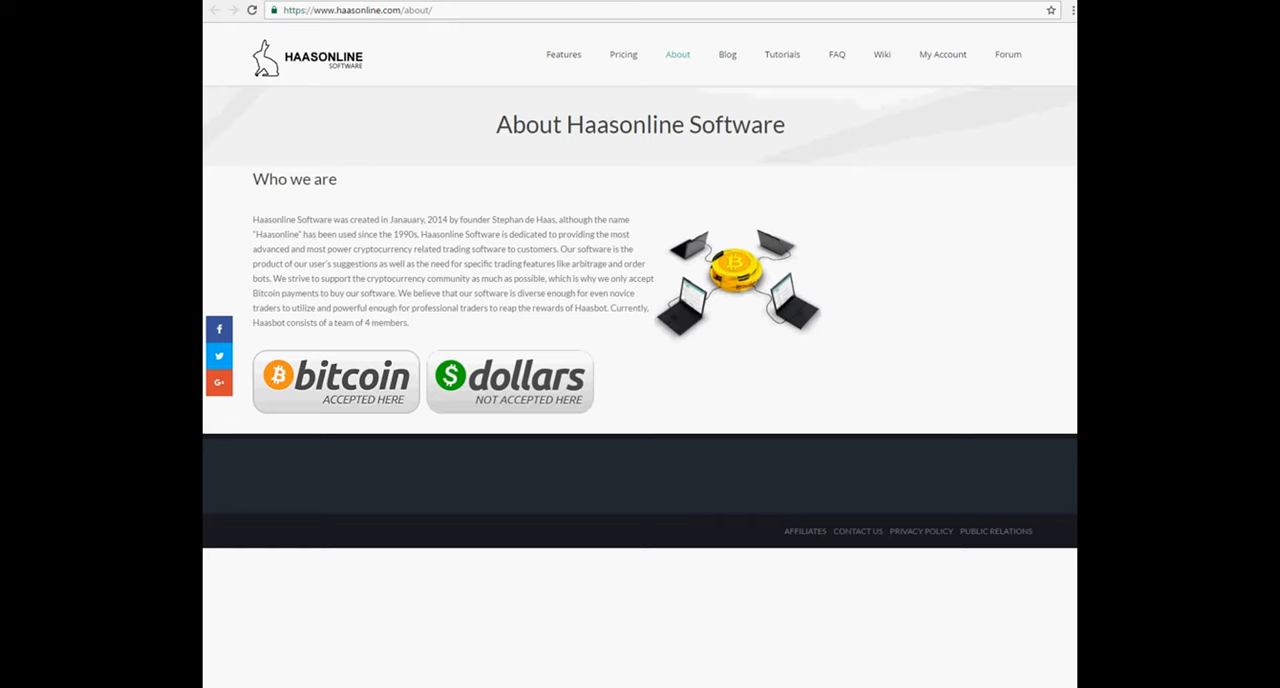 https://www.haasonline.com/about/
HAASONLINE
SOFTWARE
Features Pricing About Blog Tutorials FAQ Wiki My Account Forum
About Haasonline Software
Who we are
Haasonline Software was created in Janauary, 2014 by founder Stephan de Haas, although the name
"Haasonline" has been used since the 1990s. Haasonline Software is dedicated to providing the most
advanced and most power cryptocurrency related trading software to customers. Our software is the
product of our user's suggestions as well as the need for specific trading features like arbitrage and order
bots. We strive to support the cryptocurrency community as much as possible, which is why we only accept
Bitcoin payments to buy our software. We believe that our software is diverse enough for even novice
traders to utilize and powerful enough for professional traders to reap the rewards of Haasbot. Currently,
Haasbot consists of a team of 4 members.
bitcoin
ACCEPTED HERE
$ dollars
NOT ACCEPTED HERE
AFFILIATES CONTACT US PRIVACY POLICY PUBLIC RELATIONS